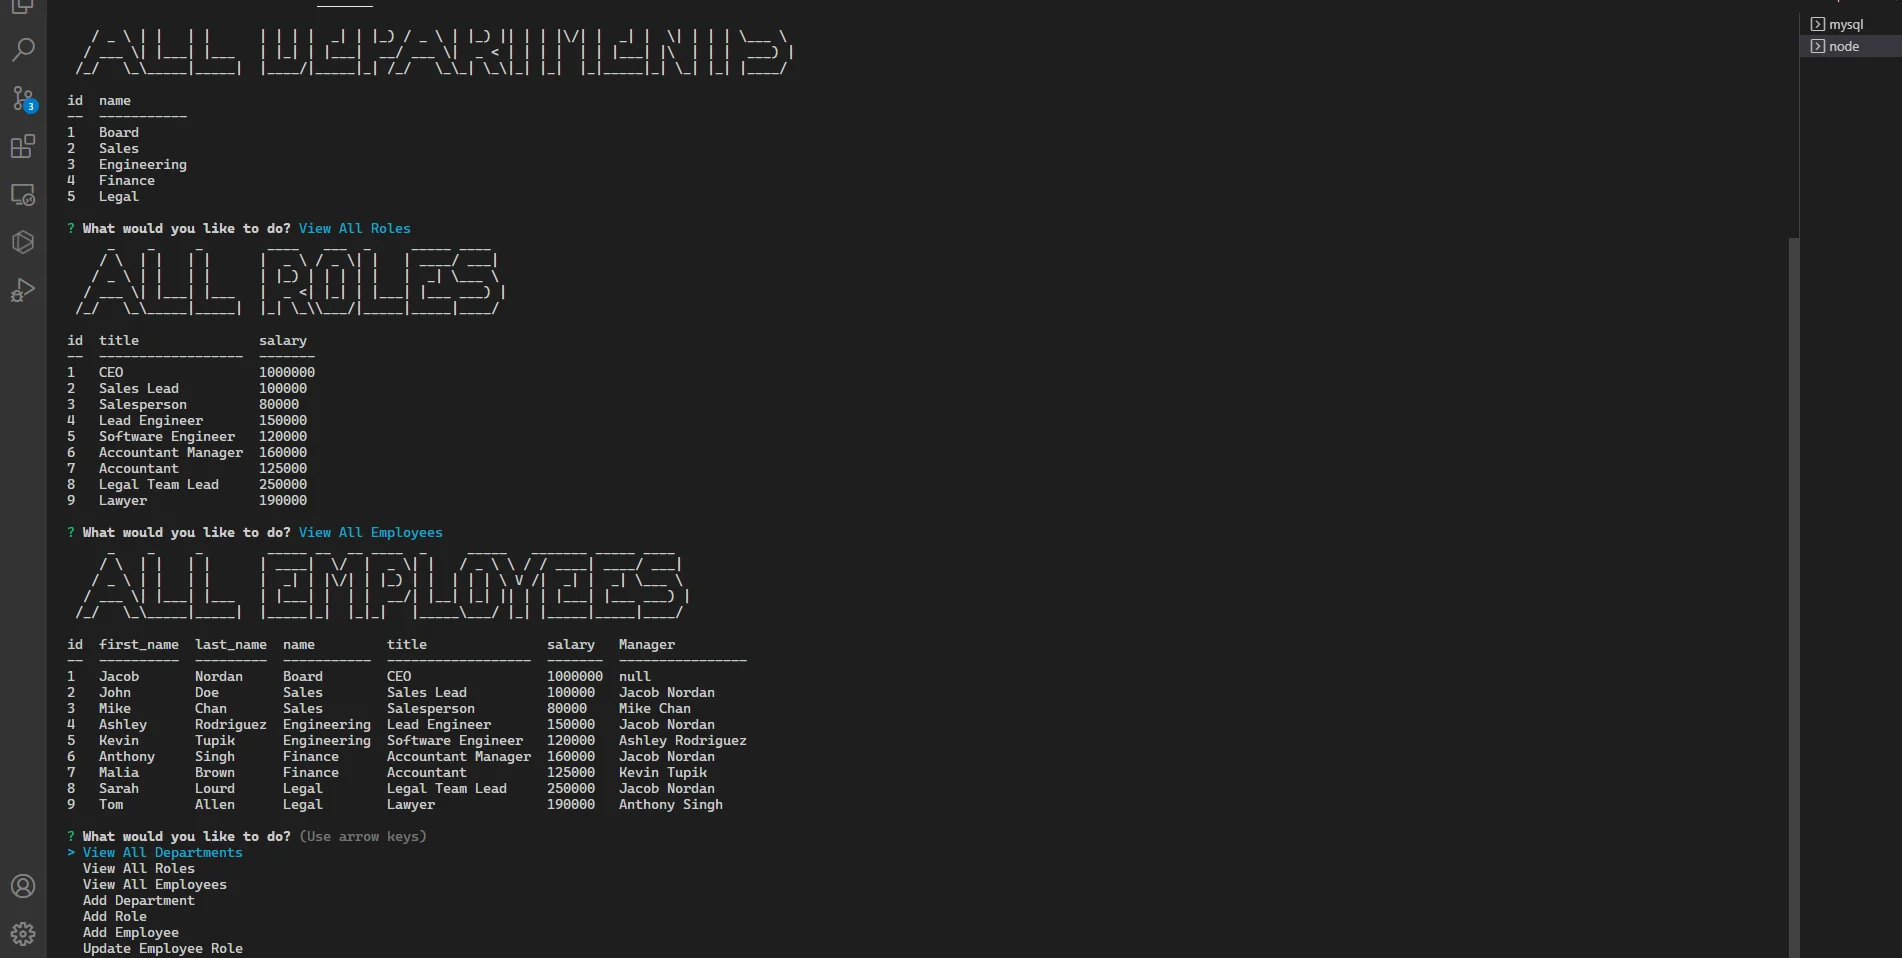 mysql
node
3
ALL DEPARTMENTS
id  name
--  -----------
1   Board
2   Sales
3   Engineering
4   Finance
5   Legal
? What would you like to do? View All Roles
ALL ROLES
id  title               salary
--  ------------------  -------
1   CEO                 1000000
2   Sales Lead          100000
3   Salesperson         80000
4   Lead Engineer       150000
5   Software Engineer   120000
6   Accountant Manager  160000
7   Accountant          125000
8   Legal Team Lead     250000
9   Lawyer              190000
? What would you like to do? View All Employees
ALL EMPLOYEES
id  first_name  last_name  name         title               salary   Manager
--  ----------  ---------  -----------  ------------------  -------  ----------------
1   Jacob       Nordan     Board        CEO                 1000000  null
2   John        Doe        Sales        Sales Lead          100000   Jacob Nordan
3   Mike        Chan       Sales        Salesperson         80000    Mike Chan
4   Ashley      Rodriguez  Engineering  Lead Engineer       150000   Jacob Nordan
5   Kevin       Tupik      Engineering  Software Engineer   120000   Ashley Rodriguez
6   Anthony     Singh      Finance      Accountant Manager  160000   Jacob Nordan
7   Malia       Brown      Finance      Accountant          125000   Kevin Tupik
8   Sarah       Lourd      Legal        Legal Team Lead     250000   Jacob Nordan
9   Tom         Allen      Legal        Lawyer              190000   Anthony Singh
? What would you like to do? (Use arrow keys)
> View All Departments
View All Roles
View All Employees
Add Department
Add Role
Add Employee
Update Employee Role